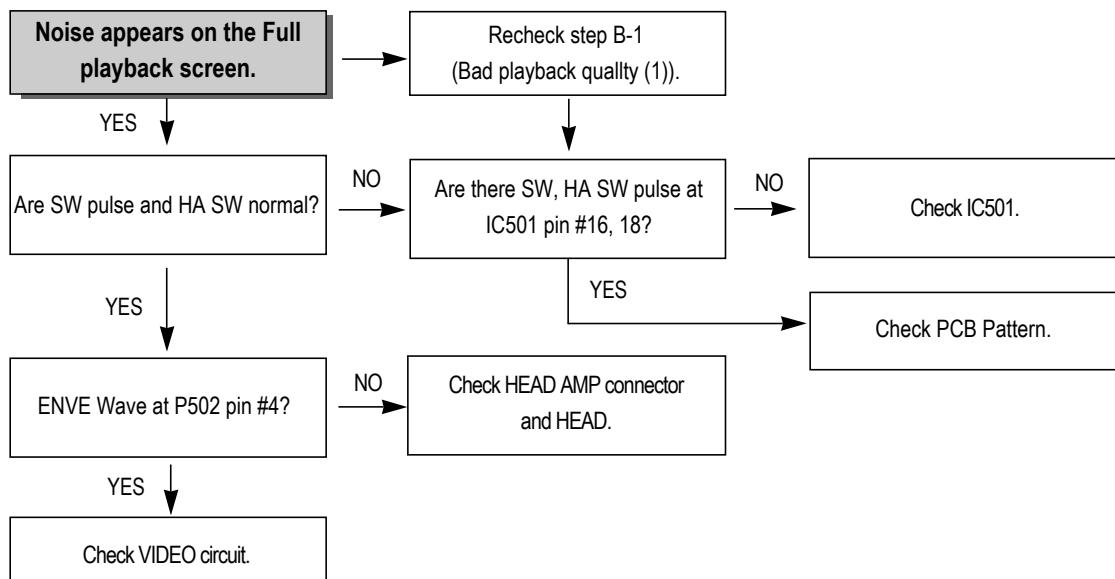 Noise appears on the Full
playback screen.
Recheck step B-1
(Bad playback quallty (1)).
YES
Are SW pulse and HA SW normal?
NO
Are there SW, HA SW pulse at
IC501 pin #16, 18?
NO
Check IC501.
YES
YES
Check PCB Pattern.
ENVE Wave at P502 pin #4?
NO
Check HEAD AMP connector
and HEAD.
YES
Check VIDEO circuit.